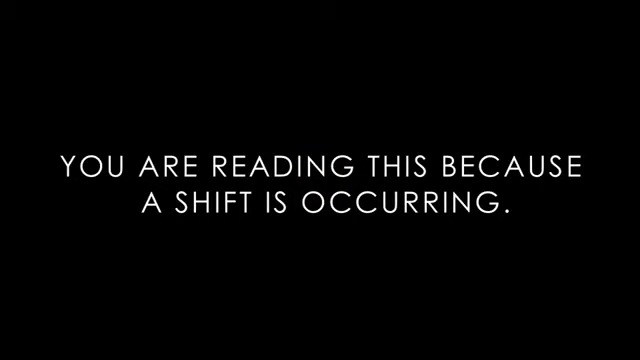 YOU ARE READING THIS BECAUSE
A SHIFT IS OCCURRING.